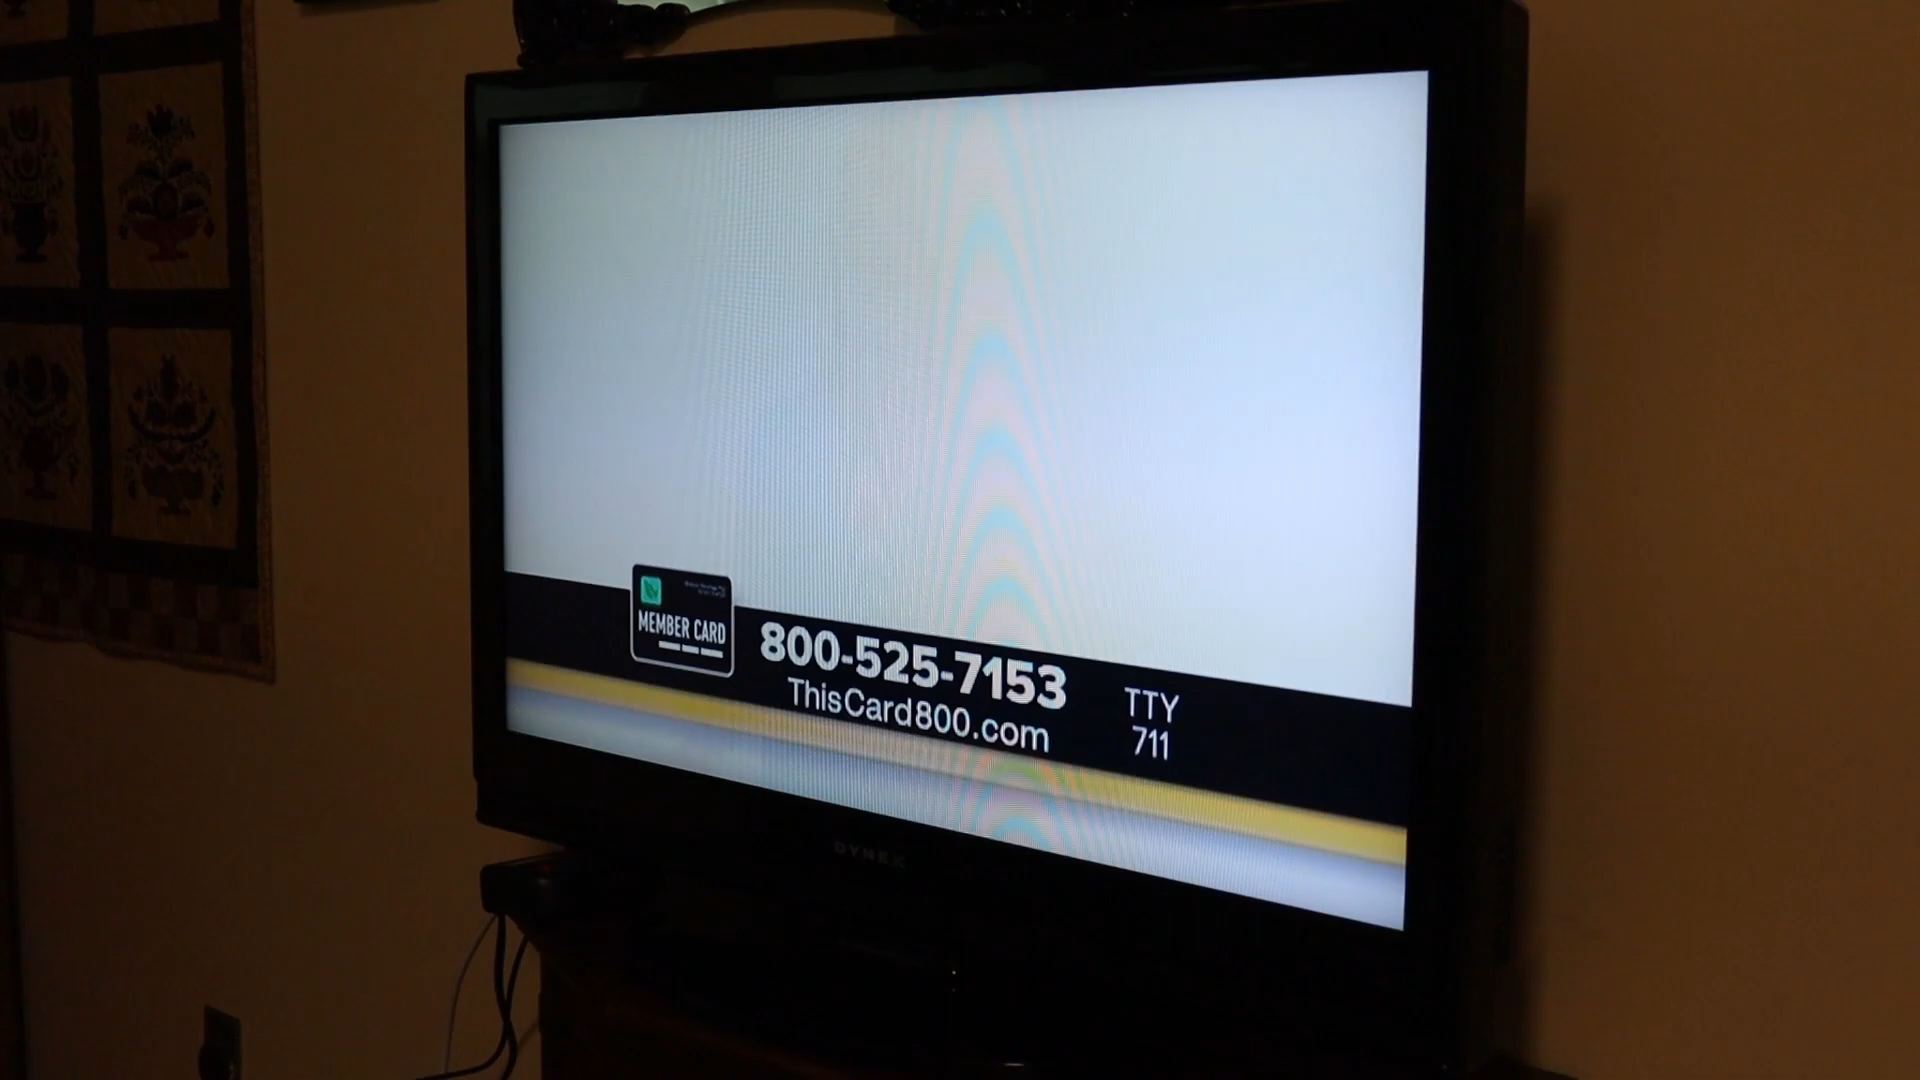 MEMBER CARD
800-525-7153
ThisCard800.com
TTY
711
DYNEX